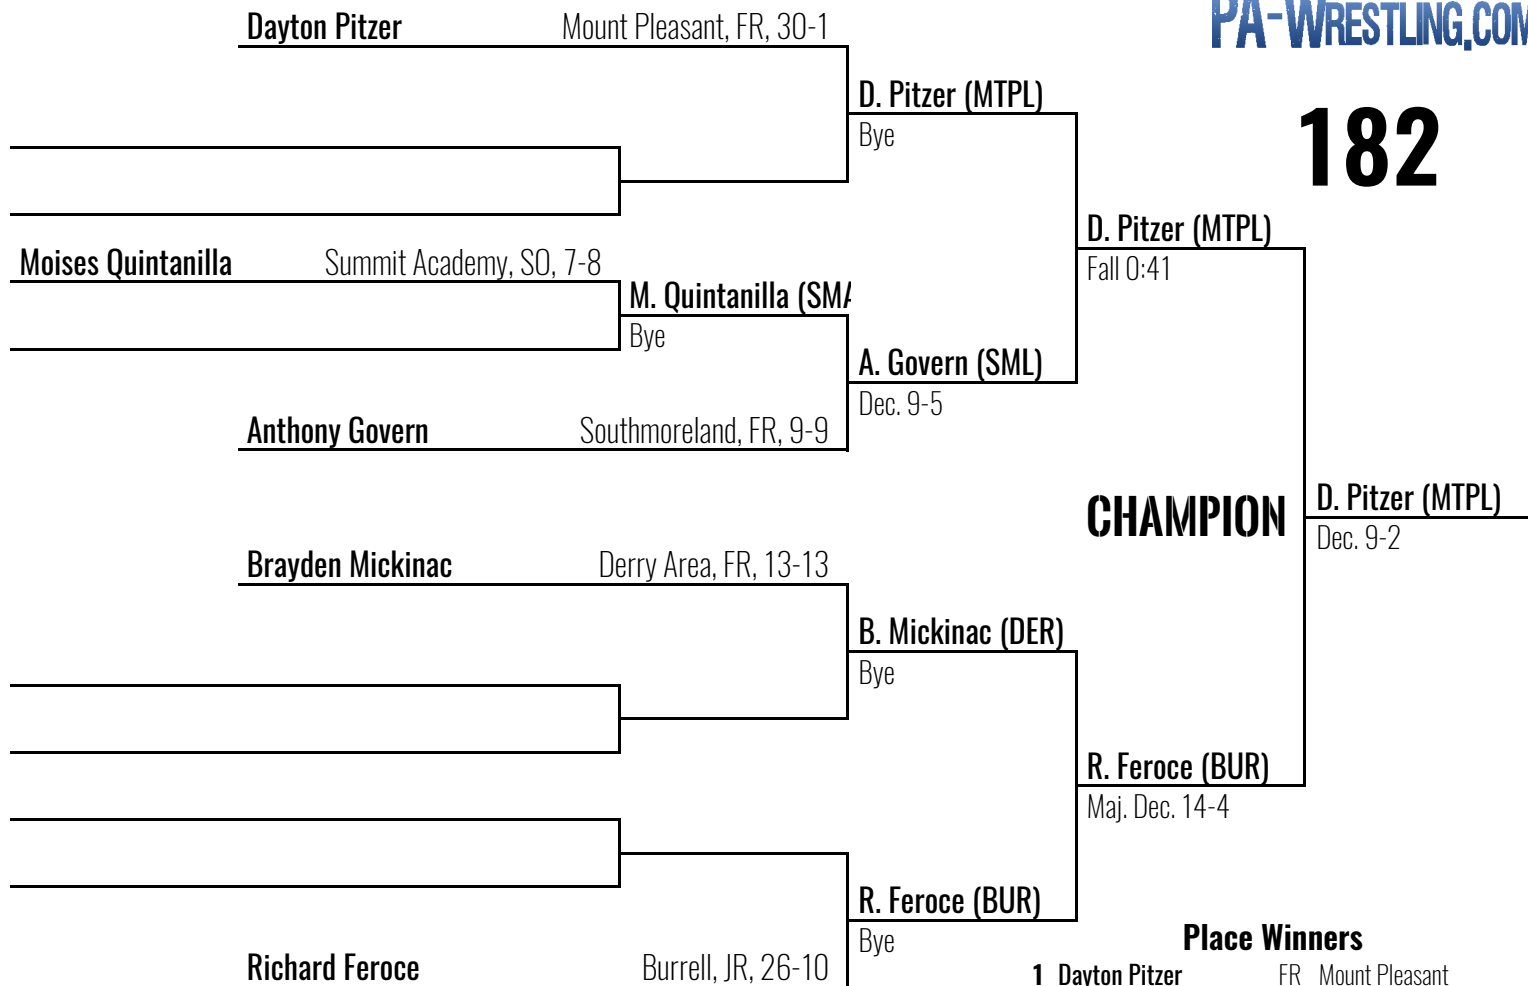 PA-WRESTLING.COM
Dayton Pitzer Mount Pleasant, FR, 30-1
D. Pitzer (MTPL)
Bye
182
D. Pitzer (MTPL)
Fall 0:41
Moises Quintanilla Summit Academy, SO, 7-8
M. Quintanilla (SMA
Bye
A. Govern (SML)
Dec. 9-5
Anthony Govern Southmoreland, FR, 9-9
CHAMPION
D. Pitzer (MTPL)
Dec. 9-2
Brayden Mickinac Derry Area, FR, 13-13
B. Mickinac (DER)
Bye
R. Feroce (BUR)
Maj. Dec. 14-4
R. Feroce (BUR)
Bye
Richard Feroce Burrell, JR, 26-10
Place Winners
1 Dayton Pitzer FR Mount Pleasant